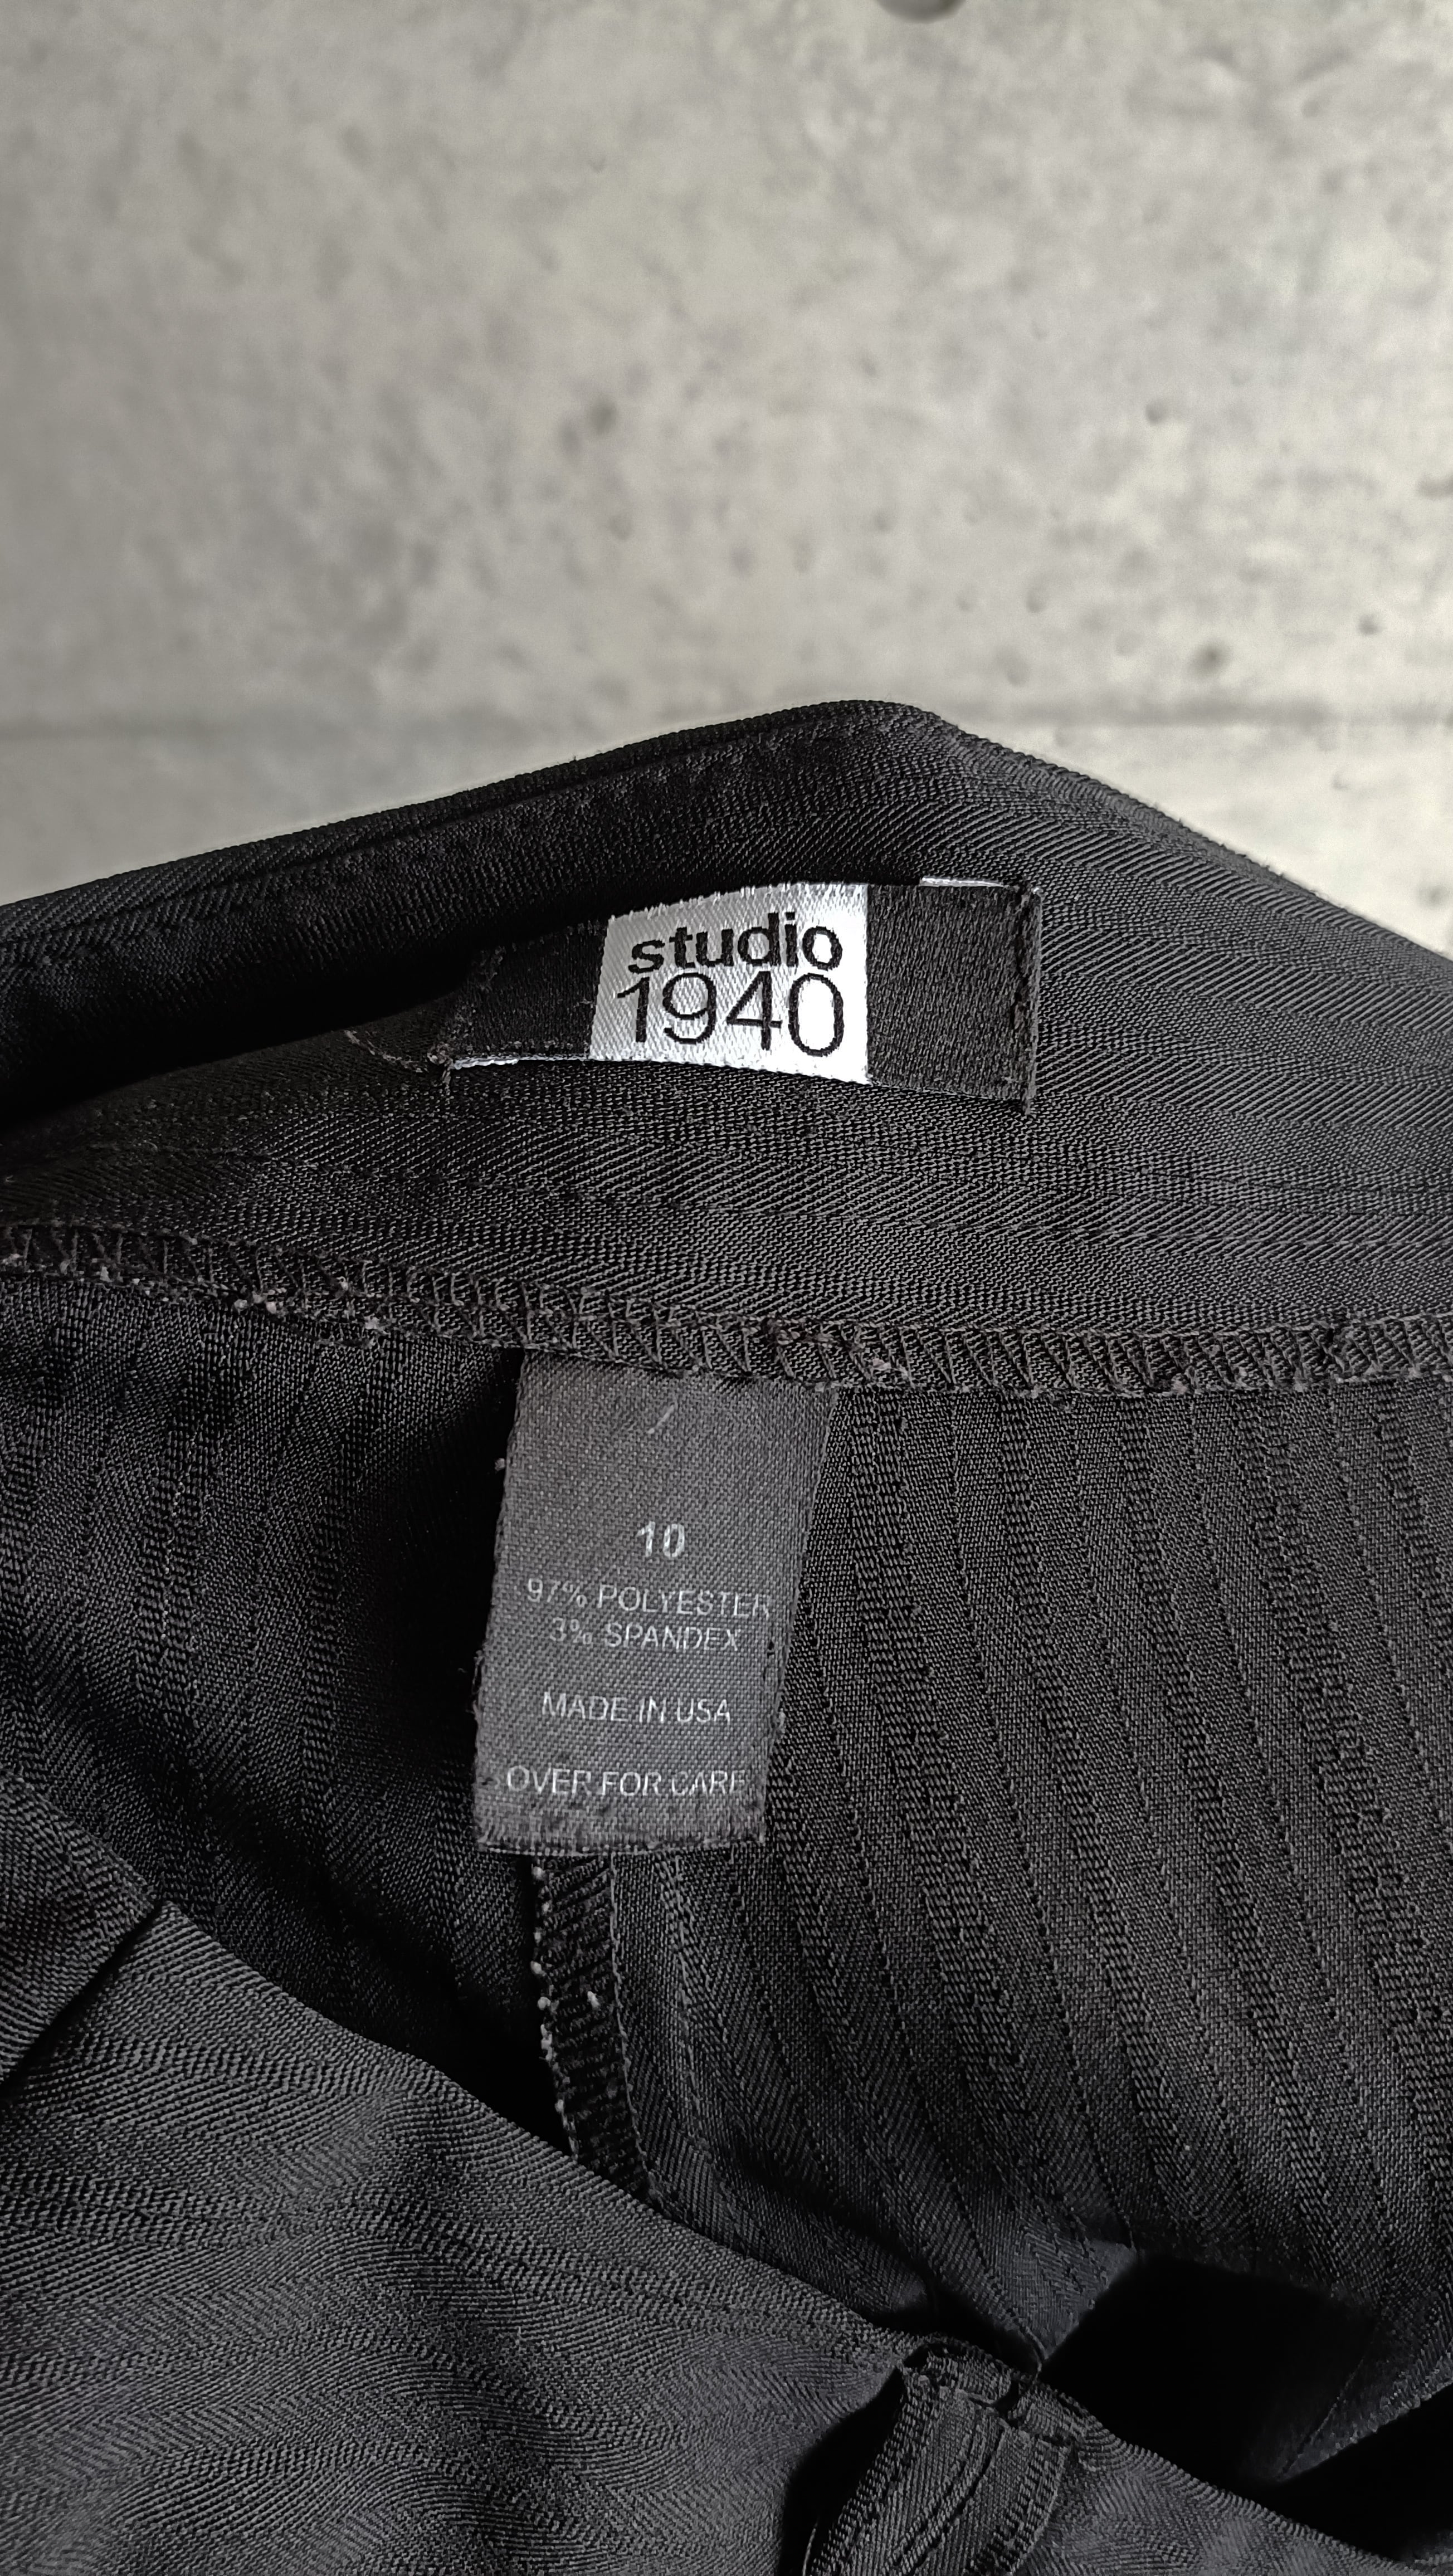 studio
1940
10
97% POLYESTER
3% SPANDEX
MADE IN USA
OVER FOR CARE